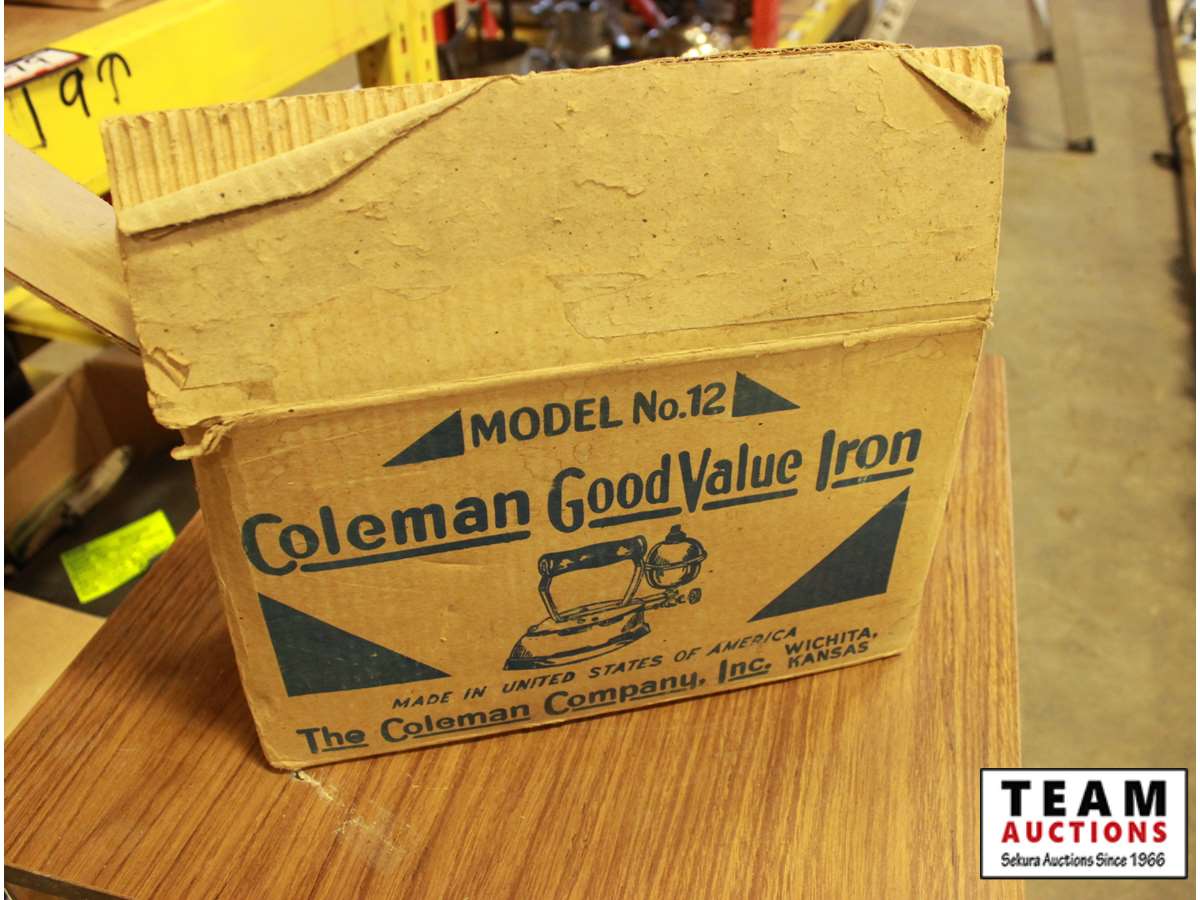 197
MODEL No.12
Coleman Good Value Iron
MADE IN UNITED STATES OF AMERICA
The Coleman Company, Inc. WICHITA, KANSAS
TEAM
AUCTIONS
Sekura Auctions Since 1966